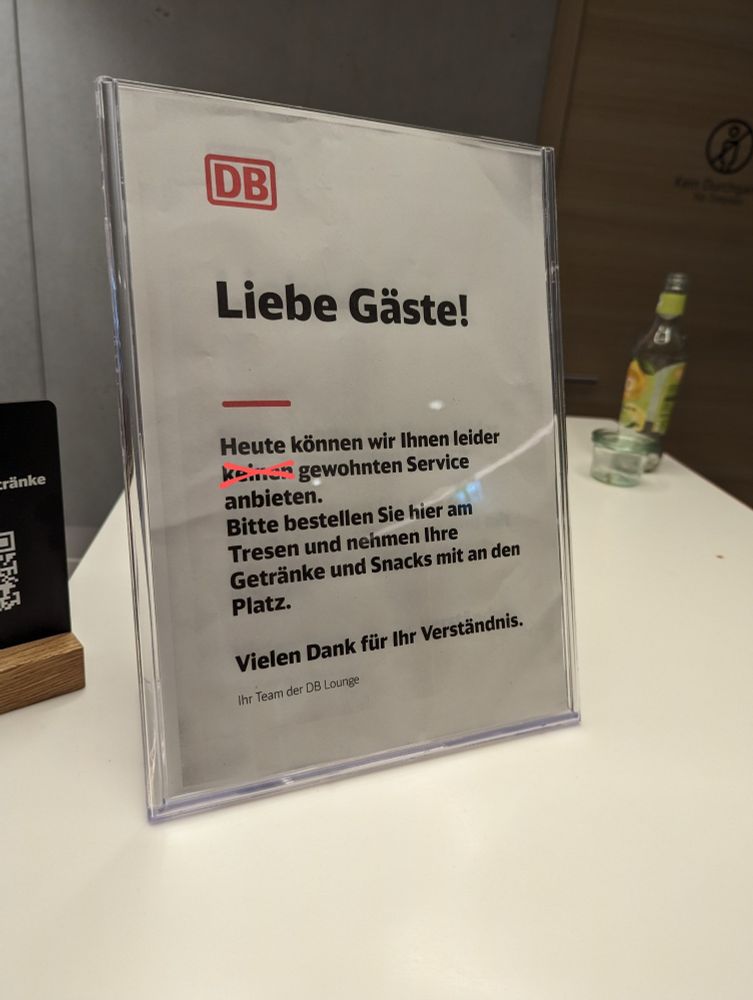 DB
Liebe Gäste!
Heute können wir Ihnen leider
keinen gewohnten Service
anbieten.
Bitte bestellen Sie hier am
Tresen und nehmen Ihre
Getränke und Snacks mit an den
Platz.
Vielen Dank für Ihr Verständnis.
Ihr Team der DB Lounge